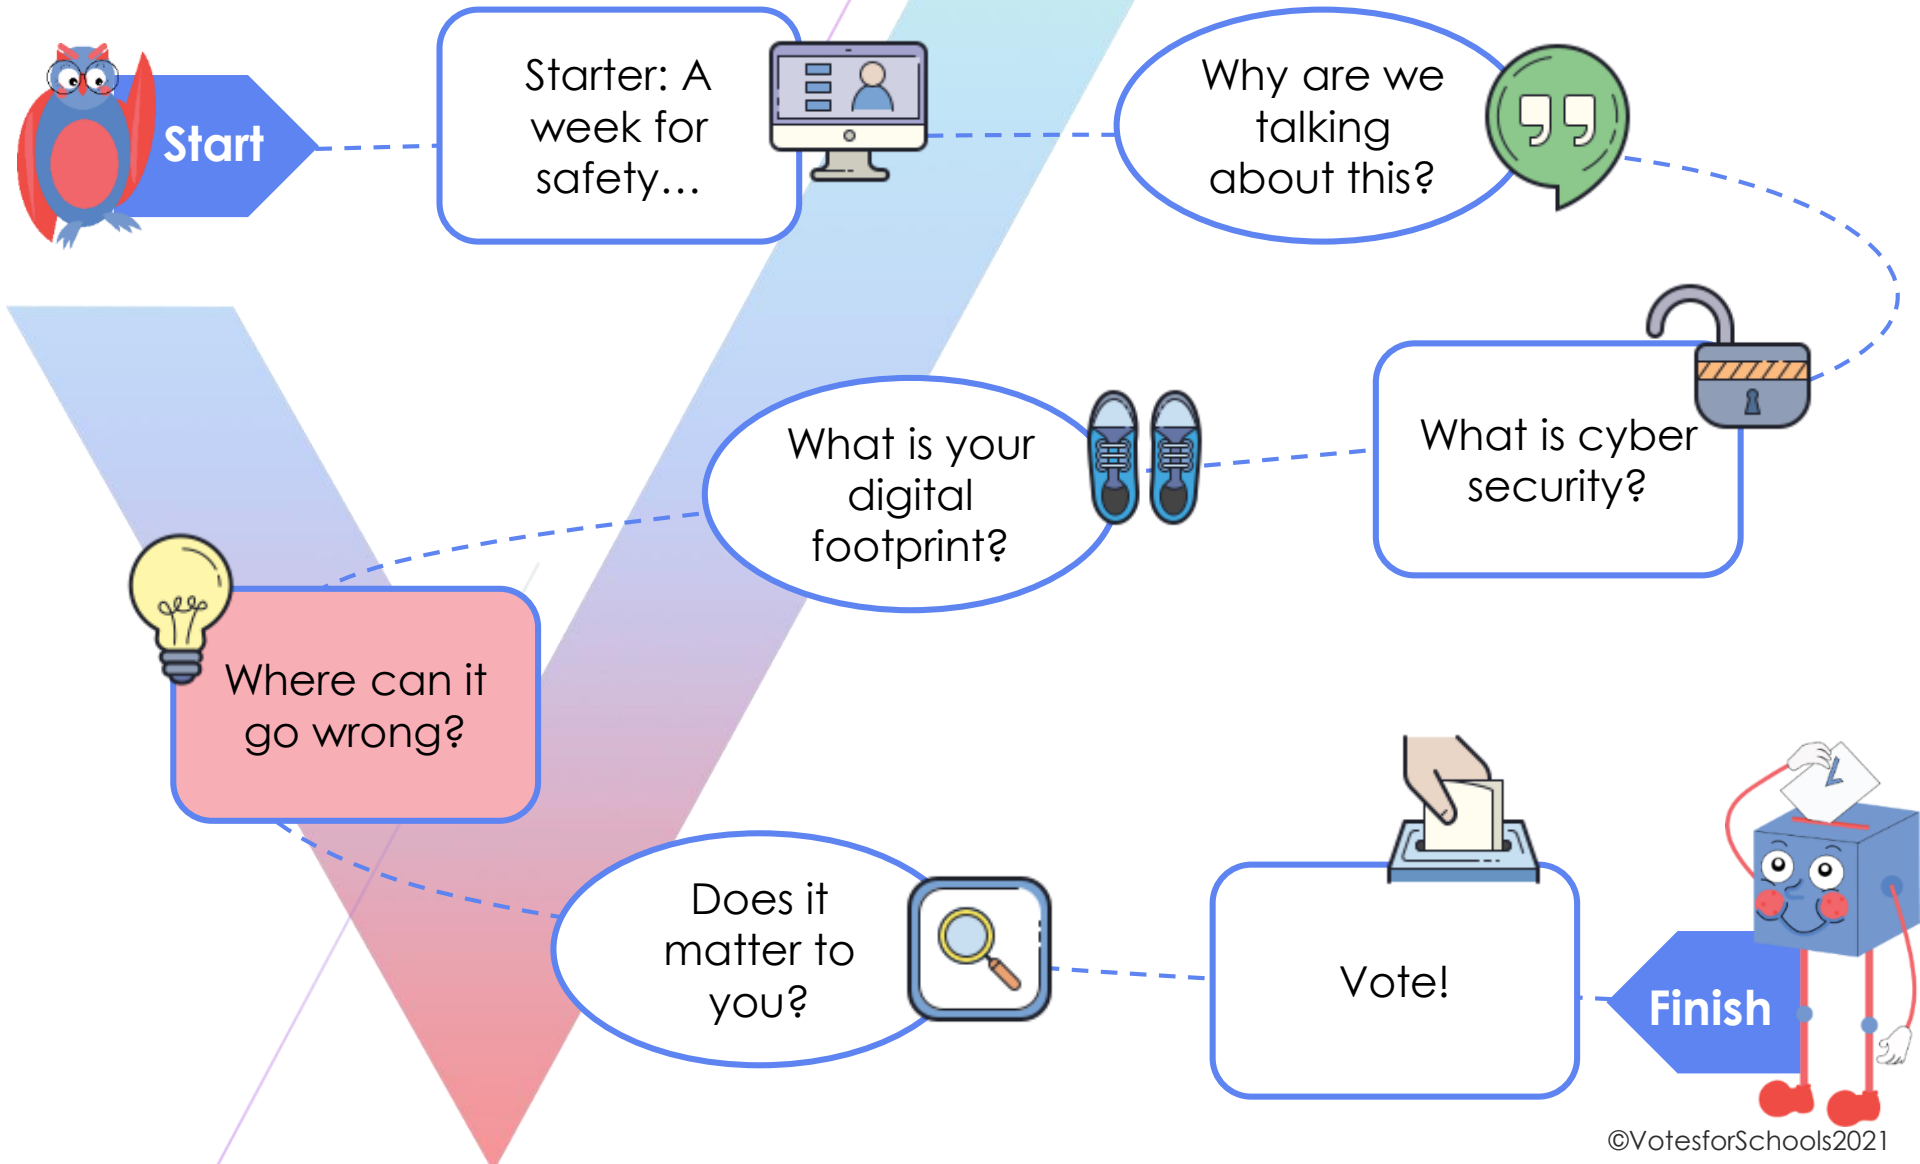 Start
Starter: A
week for
safety...
Why are we
talking
about this?
What is cyber
security?
What is your
digital
footprint?
Where can it
go wrong?
Does it
matter to
you?
Vote!
Finish
©VotesforSchools2021